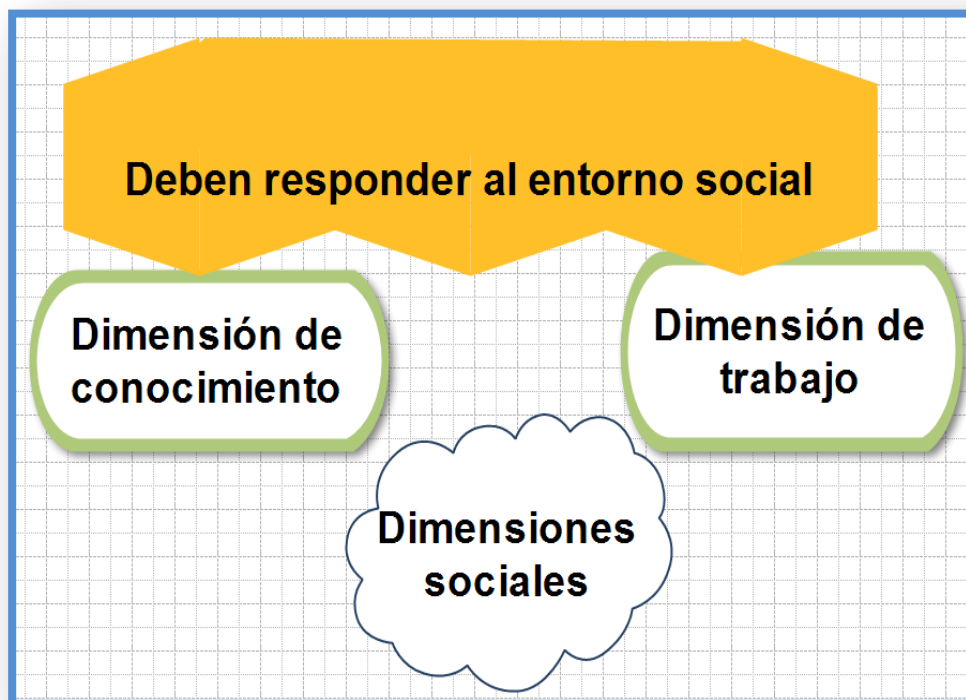 Deben responder al entorno social
Dimensión de
conocimiento
Dimensión de
trabajo
Dimensiones
sociales